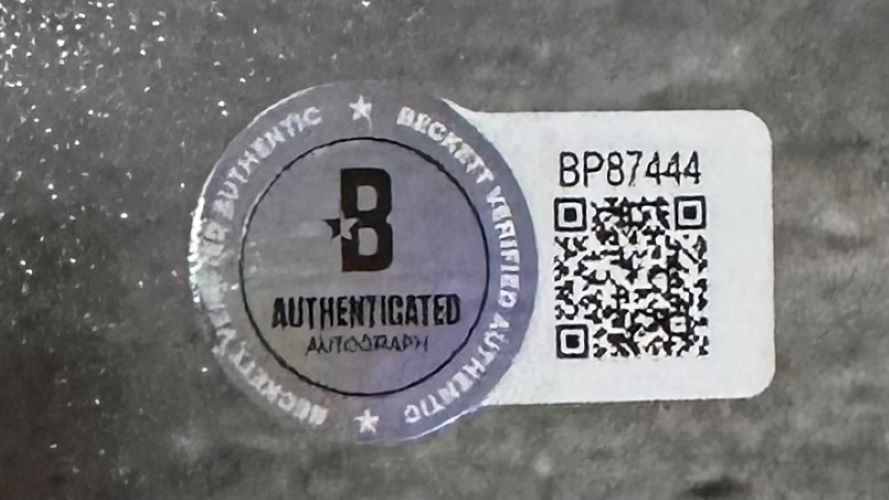 BECKETT VERIFIED AUTHENTIC
BECKETT VERIFIED AUTHENTIC
B
AUTHENTICATED
AUTOGRAPH
BP87444